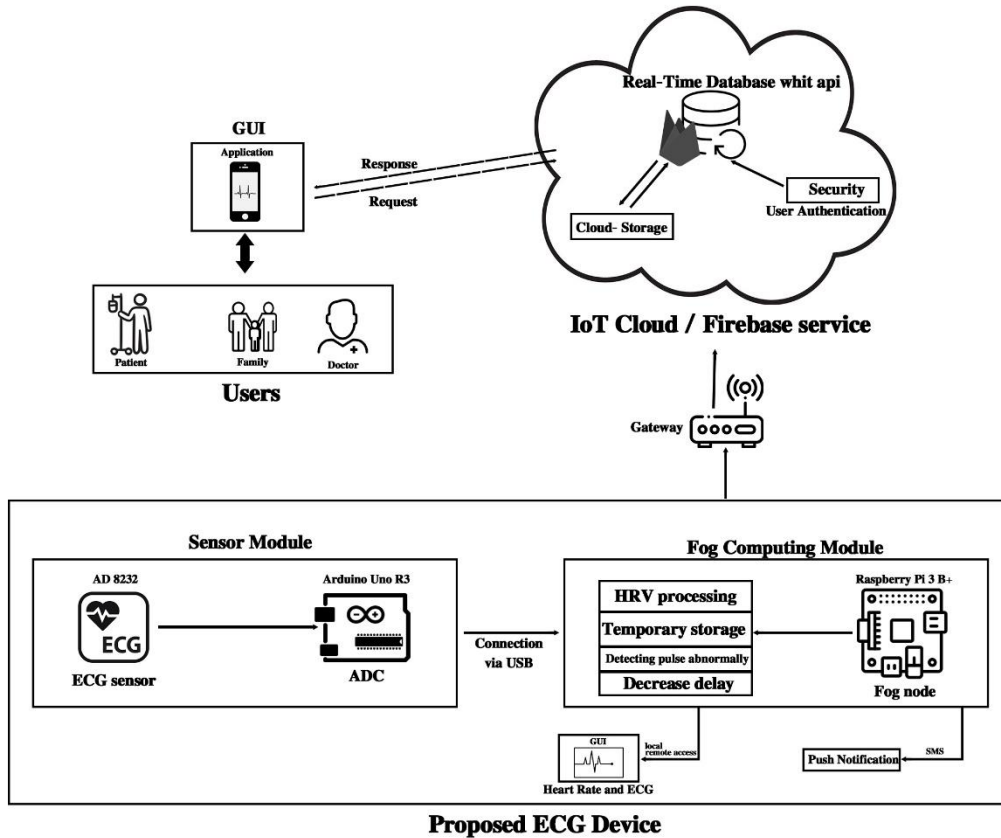 Real-Time Database whit api
GUI
Application
Response
Request
Security
User Authentication
Cloud- Storage
IoT Cloud / Firebase service
Patient
Family
Doctor
Users
Gateway
Sensor Module
Fog Computing Module
AD 8232
Arduino Uno R3
Raspberry Pi 3 B+
HRV processing
Temporary storage
Detecting pulse abnormally
Decrease delay
ECG
Connection
via USB
ECG sensor
ADC
Fog node
GUI
local
remote access
SMS
Push Notification
Heart Rate and ECG
Proposed ECG Device